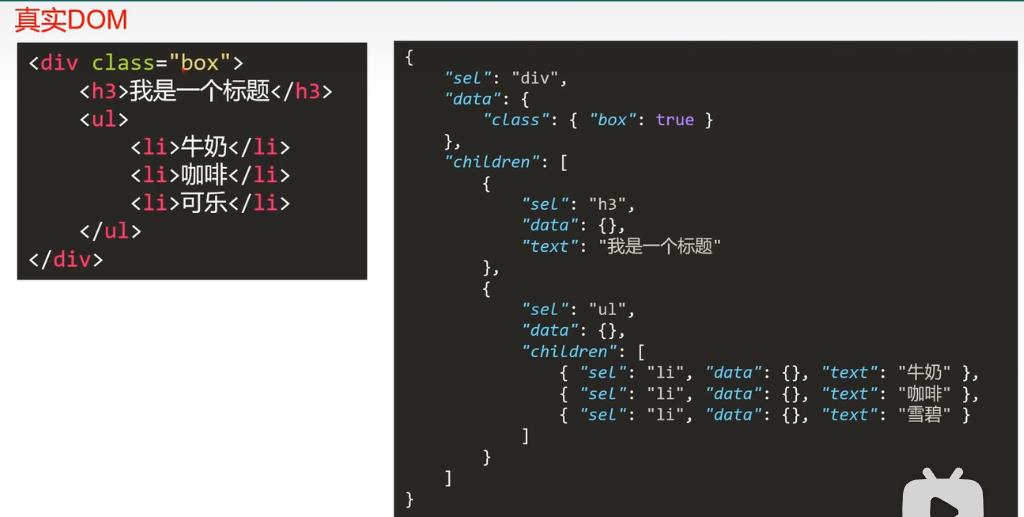 真实DOM
<div class="box">
    <h3>我是一个标题</h3>
    <ul>
        <li>牛奶</li>
        <li>咖啡</li>
        <li>可乐</li>
    </ul>
</div>
{
    "sel": "div",
    "data": {
        "class": { "box": true }
    },
    "children": [
        {
            "sel": "h3",
            "data": {},
            "text": "我是一个标题"
        },
        {
            "sel": "ul",
            "data": {},
            "children": [
                { "sel": "li", "data": {}, "text": "牛奶" },
                { "sel": "li", "data": {}, "text": "咖啡" },
                { "sel": "li", "data": {}, "text": "雪碧" }
            ]
        }
    ]
}